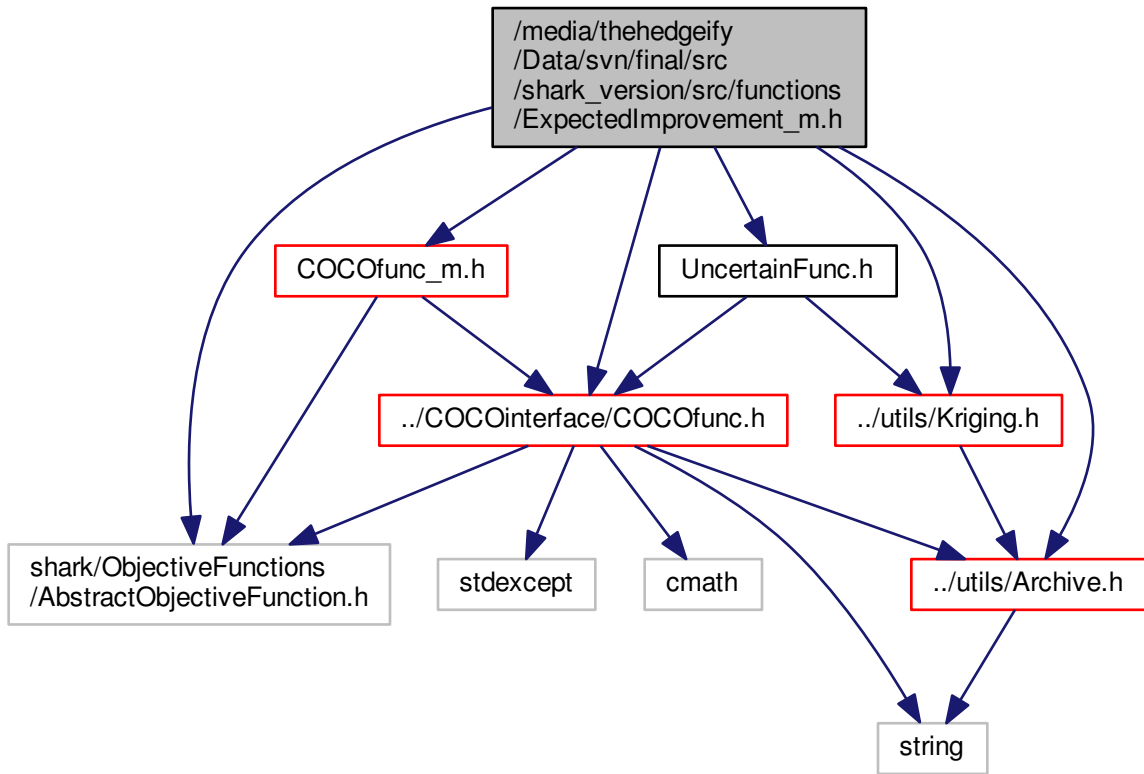 /media/thehedgeify
/Data/svn/final/src
/shark_version/src/functions
/ExpectedImprovement_m.h
COCOfunc_m.h
UncertainFunc.h
../COCOinterface/COCOfunc.h
../utils/Kriging.h
shark/ObjectiveFunctions
/AbstractObjectiveFunction.h
stdexcept
cmath
../utils/Archive.h
string